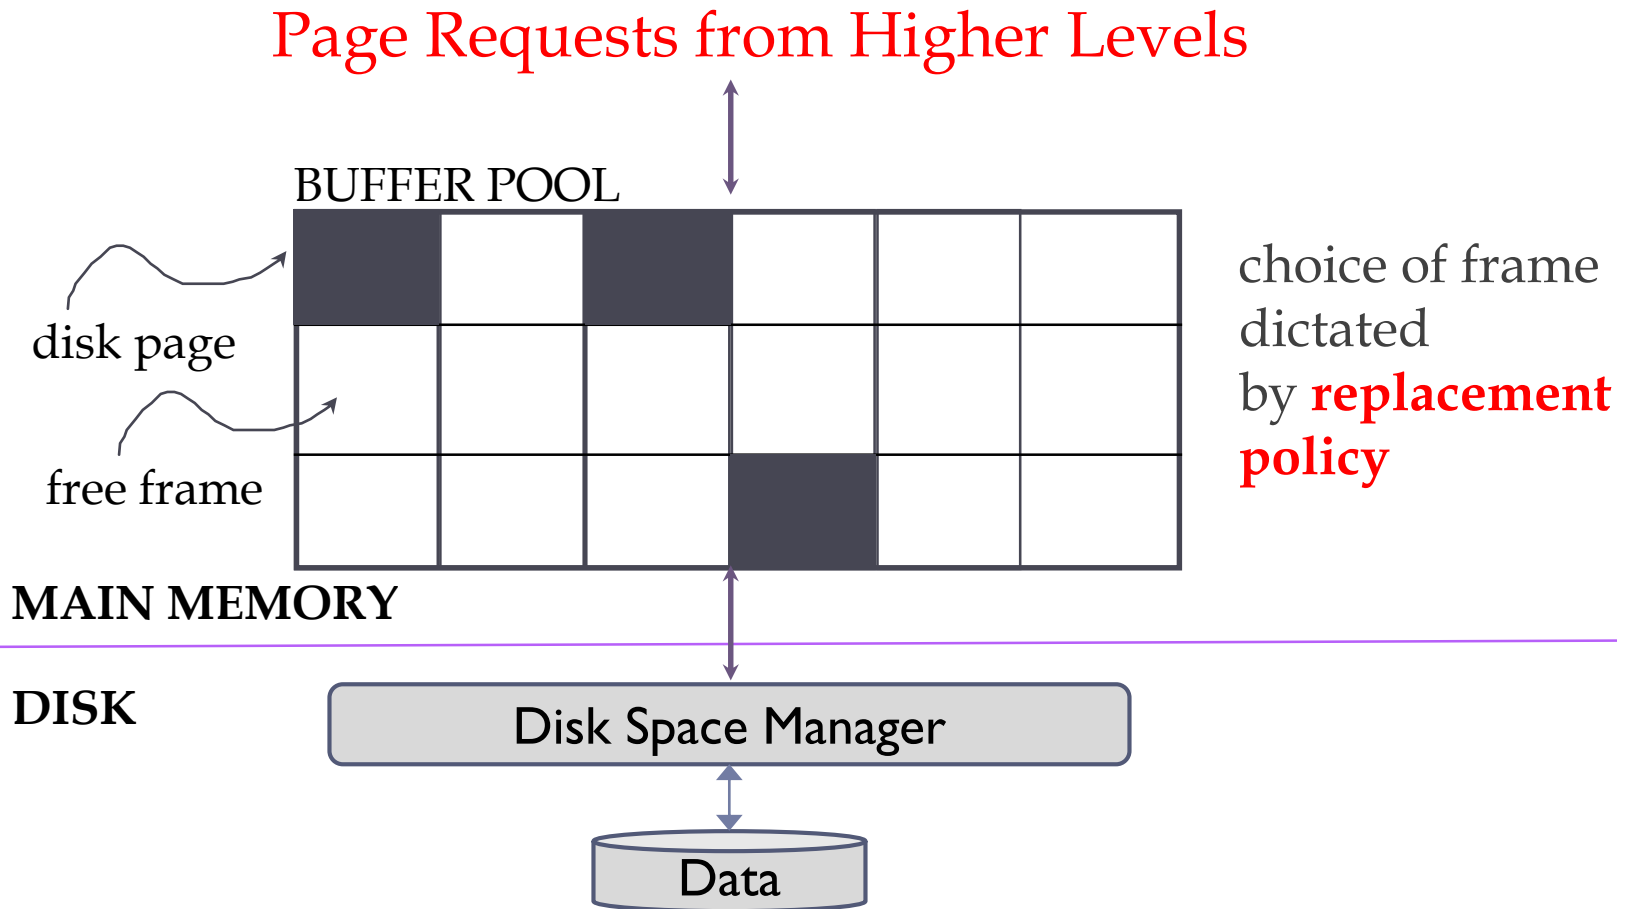 Page Requests from Higher Levels
BUFFER POOL
disk page
free frame
choice of frame
dictated
by replacement
policy
MAIN MEMORY
DISK
Disk Space Manager
Data